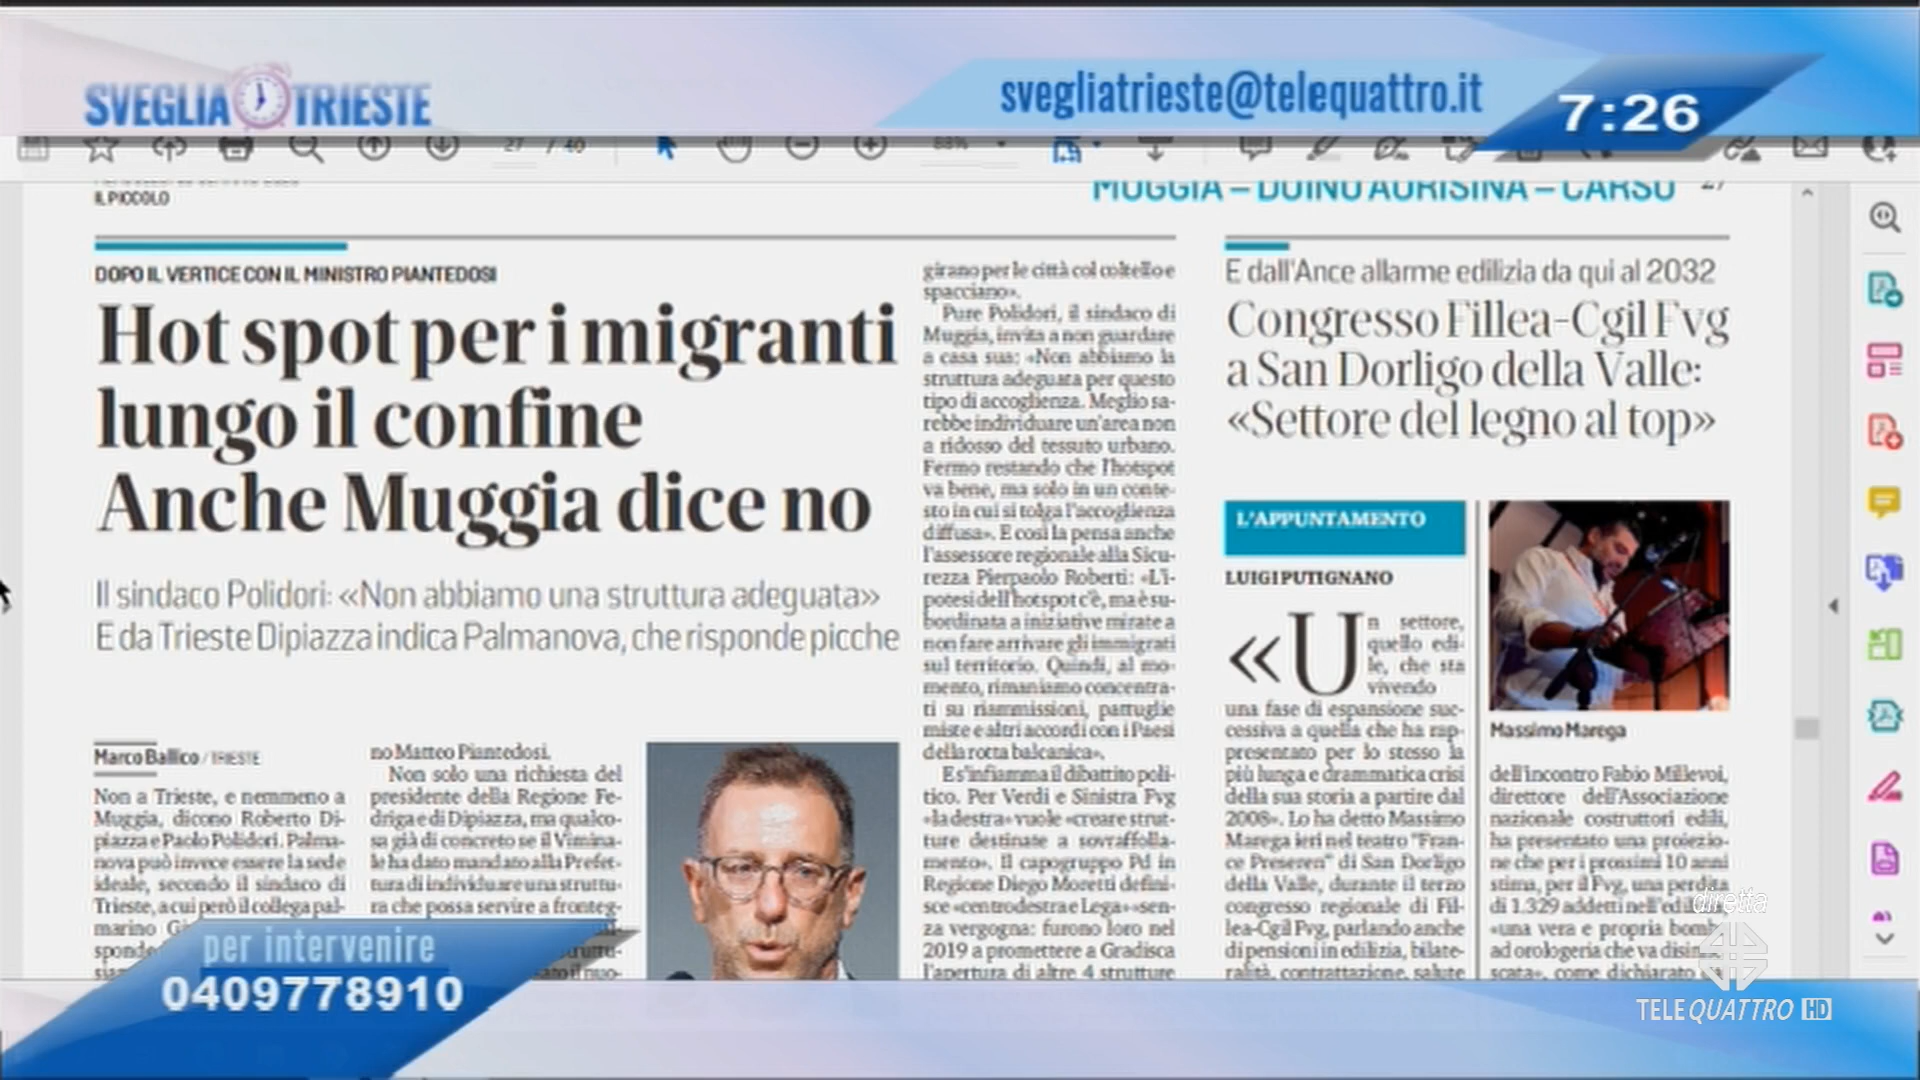 SVEGLIA TRIESTE
svegliatrieste@telequattro.it
7:26
27 / 40
IL PICCOLO
MUGGIA – DUINO AURISINA – CARSO
27
DOPO IL VERTICE CON IL MINISTRO PIANTEDOSI
Hot spot per i migranti
lungo il confine
Anche Muggia dice no
Il sindaco Polidori: «Non abbiamo una struttura adeguata»
E da Trieste Dipiazza indica Palmanova, che risponde picche
Marco Ballico / TRIESTE
Non a Trieste, e nemmeno a
Muggia, dicono Roberto Di-
piazza e Paolo Polidori. Palma-
nova può invece essere la sede
ideale, secondo il sindaco di
Trieste, a cui però il collega pal-
marino
no Matteo Piantedosi.
Non solo una richiesta del
presidente della Regione Fe-
driga e di Dipiazza, ma qualco-
sa già di concreto se il Vimina-
le ha dato mandato alla Prefet-
tura di individuare una struttu-
ra che possa servire a fronteg-
girano per le città col coltello e
spacciano».
Pure Polidori, il sindaco di
Muggia, invita a non guardare
a casa sua: «Non abbiamo la
struttura adeguata per questo
tipo di accoglienza. Meglio sa-
rebbe individuare un'area non
a ridosso del tessuto urbano.
Fermo restando che l'hotspot
va bene, ma solo in un conte-
sto in cui si tolga l'accoglienza
diffusa». E così la pensa anche
l'assessore regionale alla Sicu-
rezza Pierpaolo Roberti: «L'i-
potesi dell'hotspot c'è, ma è su-
bordinata a iniziative mirate a
non fare arrivare gli immigrati
sul territorio. Quindi, al mo-
mento, rimaniamo concentra-
ti su riammissioni, pattuglie
miste e altri accordi con i Paesi
della rotta balcanica».
E s'infiamma il dibattito poli-
tico. Per Verdi e Sinistra Fvg
«la destra» vuole «creare strut-
ture destinate a sovraffolla-
mento». Il capogruppo Pd in
Regione Diego Moretti defini-
sce «centrodestra e Lega» «sen-
za vergogna: furono loro nel
2019 a promettere a Gradisca
l'apertura di altre 4 strutture
E dall'Ance allarme edilizia da qui al 2032
Congresso Fillea-Cgil Fvg
a San Dorligo della Valle:
«Settore del legno al top»
L'APPUNTAMENTO
LUIGI PUTIGNANO
«Un settore,
quello edi-
le, che sta
vivendo
una fase di espansione suc-
cessiva a quella che ha rap-
presentato per lo stesso la
più lunga e drammatica crisi
della sua storia a partire dal
2008». Lo ha detto Massimo
Marega ieri nel teatro "Fran-
ce Preseren" di San Dorligo
della Valle, durante il terzo
congresso regionale di Fil-
lea-Cgil Fvg, parlando anche
di pensioni in edilizia, bilate-
ralità, contrattazione, salute
Massimo Marega
dell'incontro Fabio Millevoi,
direttore dell'Associazione
nazionale costruttori edili,
ha presentato una proiezio-
ne che per i prossimi 10 anni
stima, per il Fvg, una perdita
di 1.329 addetti nell'edili
«una vera e propria bomb
ad orologeria che va disin
scata», come dichiarato
per intervenire
0409778910
diretta
TELEQUATTRO HD